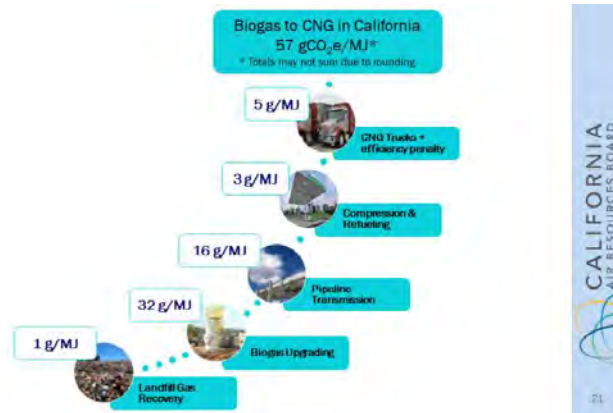 Biogas to CNG in California
57 gCO₂e/MJ*
* Totals may not sum due to rounding
5 g/MJ
CNG Trucks +
efficiency penalty
3 g/MJ
Compression &
Refueling
16 g/MJ
Pipeline
Transmission
32 g/MJ
Biogas Upgrading
1 g/MJ
Landfill Gas
Recovery
CALIFORNIA
AIR RESOURCES BOARD
21